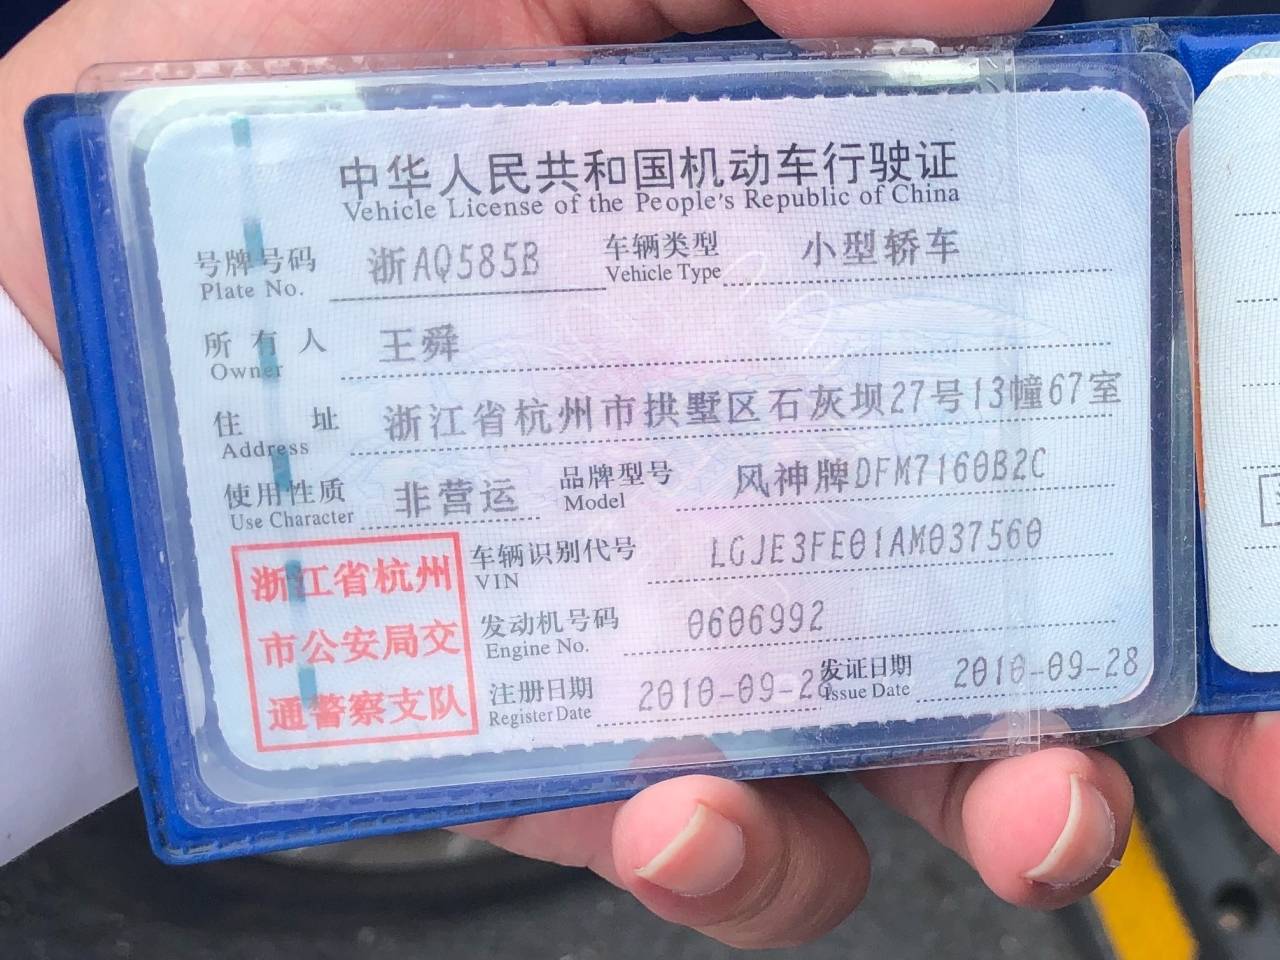 中华人民共和国机动车行驶证
Vehicle License of the People's Republic of China
号牌号码 浙AQ585B 车辆类型 小型轿车
Plate No. Vehicle Type
所有人 王舜
Owner
住址 浙江省杭州市拱墅区石灰坝27号13幢67室
Address
使用性质 非营运 品牌型号 风神牌DFM7160B2C
Use Character Model
浙江省杭州
市公安局交
通警察支队
车辆识别代号 LGJE3FE01AM037560
VIN
发动机号码 0606992
Engine No.
注册日期 2010-09-28 发证日期 2010-09-28
Register Date Issue Date